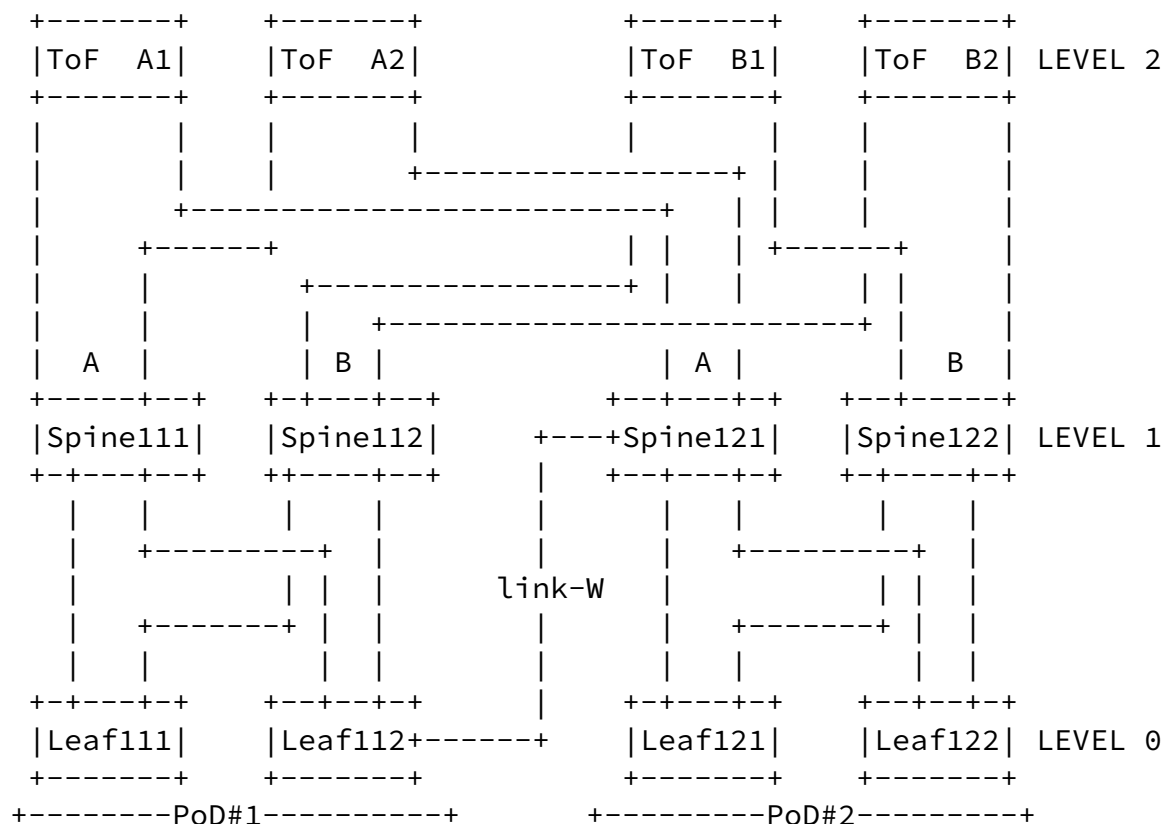 ToF A1 ToF A2 ToF B1 ToF B2 LEVEL 2
A B A B
Spine111 Spine112 Spine121 Spine122 LEVEL 1
link-W
Leaf111 Leaf112 Leaf121 Leaf122 LEVEL 0
PoD#1 PoD#2